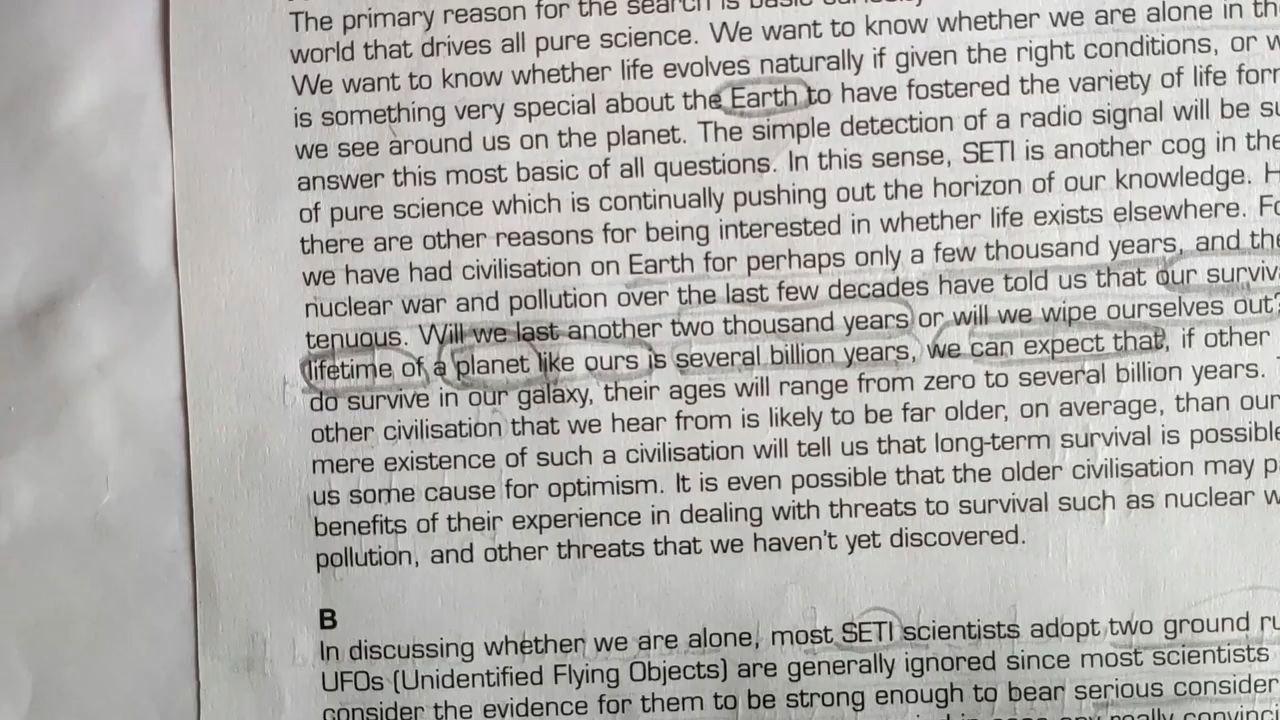 The primary reason for the search is basic
world that drives all pure science. We want to know whether we are alone in th
We want to know whether life evolves naturally if given the right conditions, or w
is something very special about the Earth to have fostered the variety of life for
we see around us on the planet. The simple detection of a radio signal will be su
answer this most basic of all questions. In this sense, SETI is another cog in the
of pure science which is continually pushing out the horizon of our knowledge. H
there are other reasons for being interested in whether life exists elsewhere. Fo
we have had civilisation on Earth for perhaps only a few thousand years, and the
nuclear war and pollution over the last few decades have told us that our surviv
tenuous. Will we last another two thousand years or will we wipe ourselves out?
lifetime of a planet like ours is several billion years, we can expect that, if other
do survive in our galaxy, their ages will range from zero to several billion years.
other civilisation that we hear from is likely to be far older, on average, than our
mere existence of such a civilisation will tell us that long-term survival is possible
us some cause for optimism. It is even possible that the older civilisation may p
benefits of their experience in dealing with threats to survival such as nuclear w
pollution, and other threats that we haven't yet discovered.
B
In discussing whether we are alone, most SETI scientists adopt two ground ru
UFOs (Unidentified Flying Objects) are generally ignored since most scientists
consider the evidence for them to be strong enough to bear serious consider
really convinci